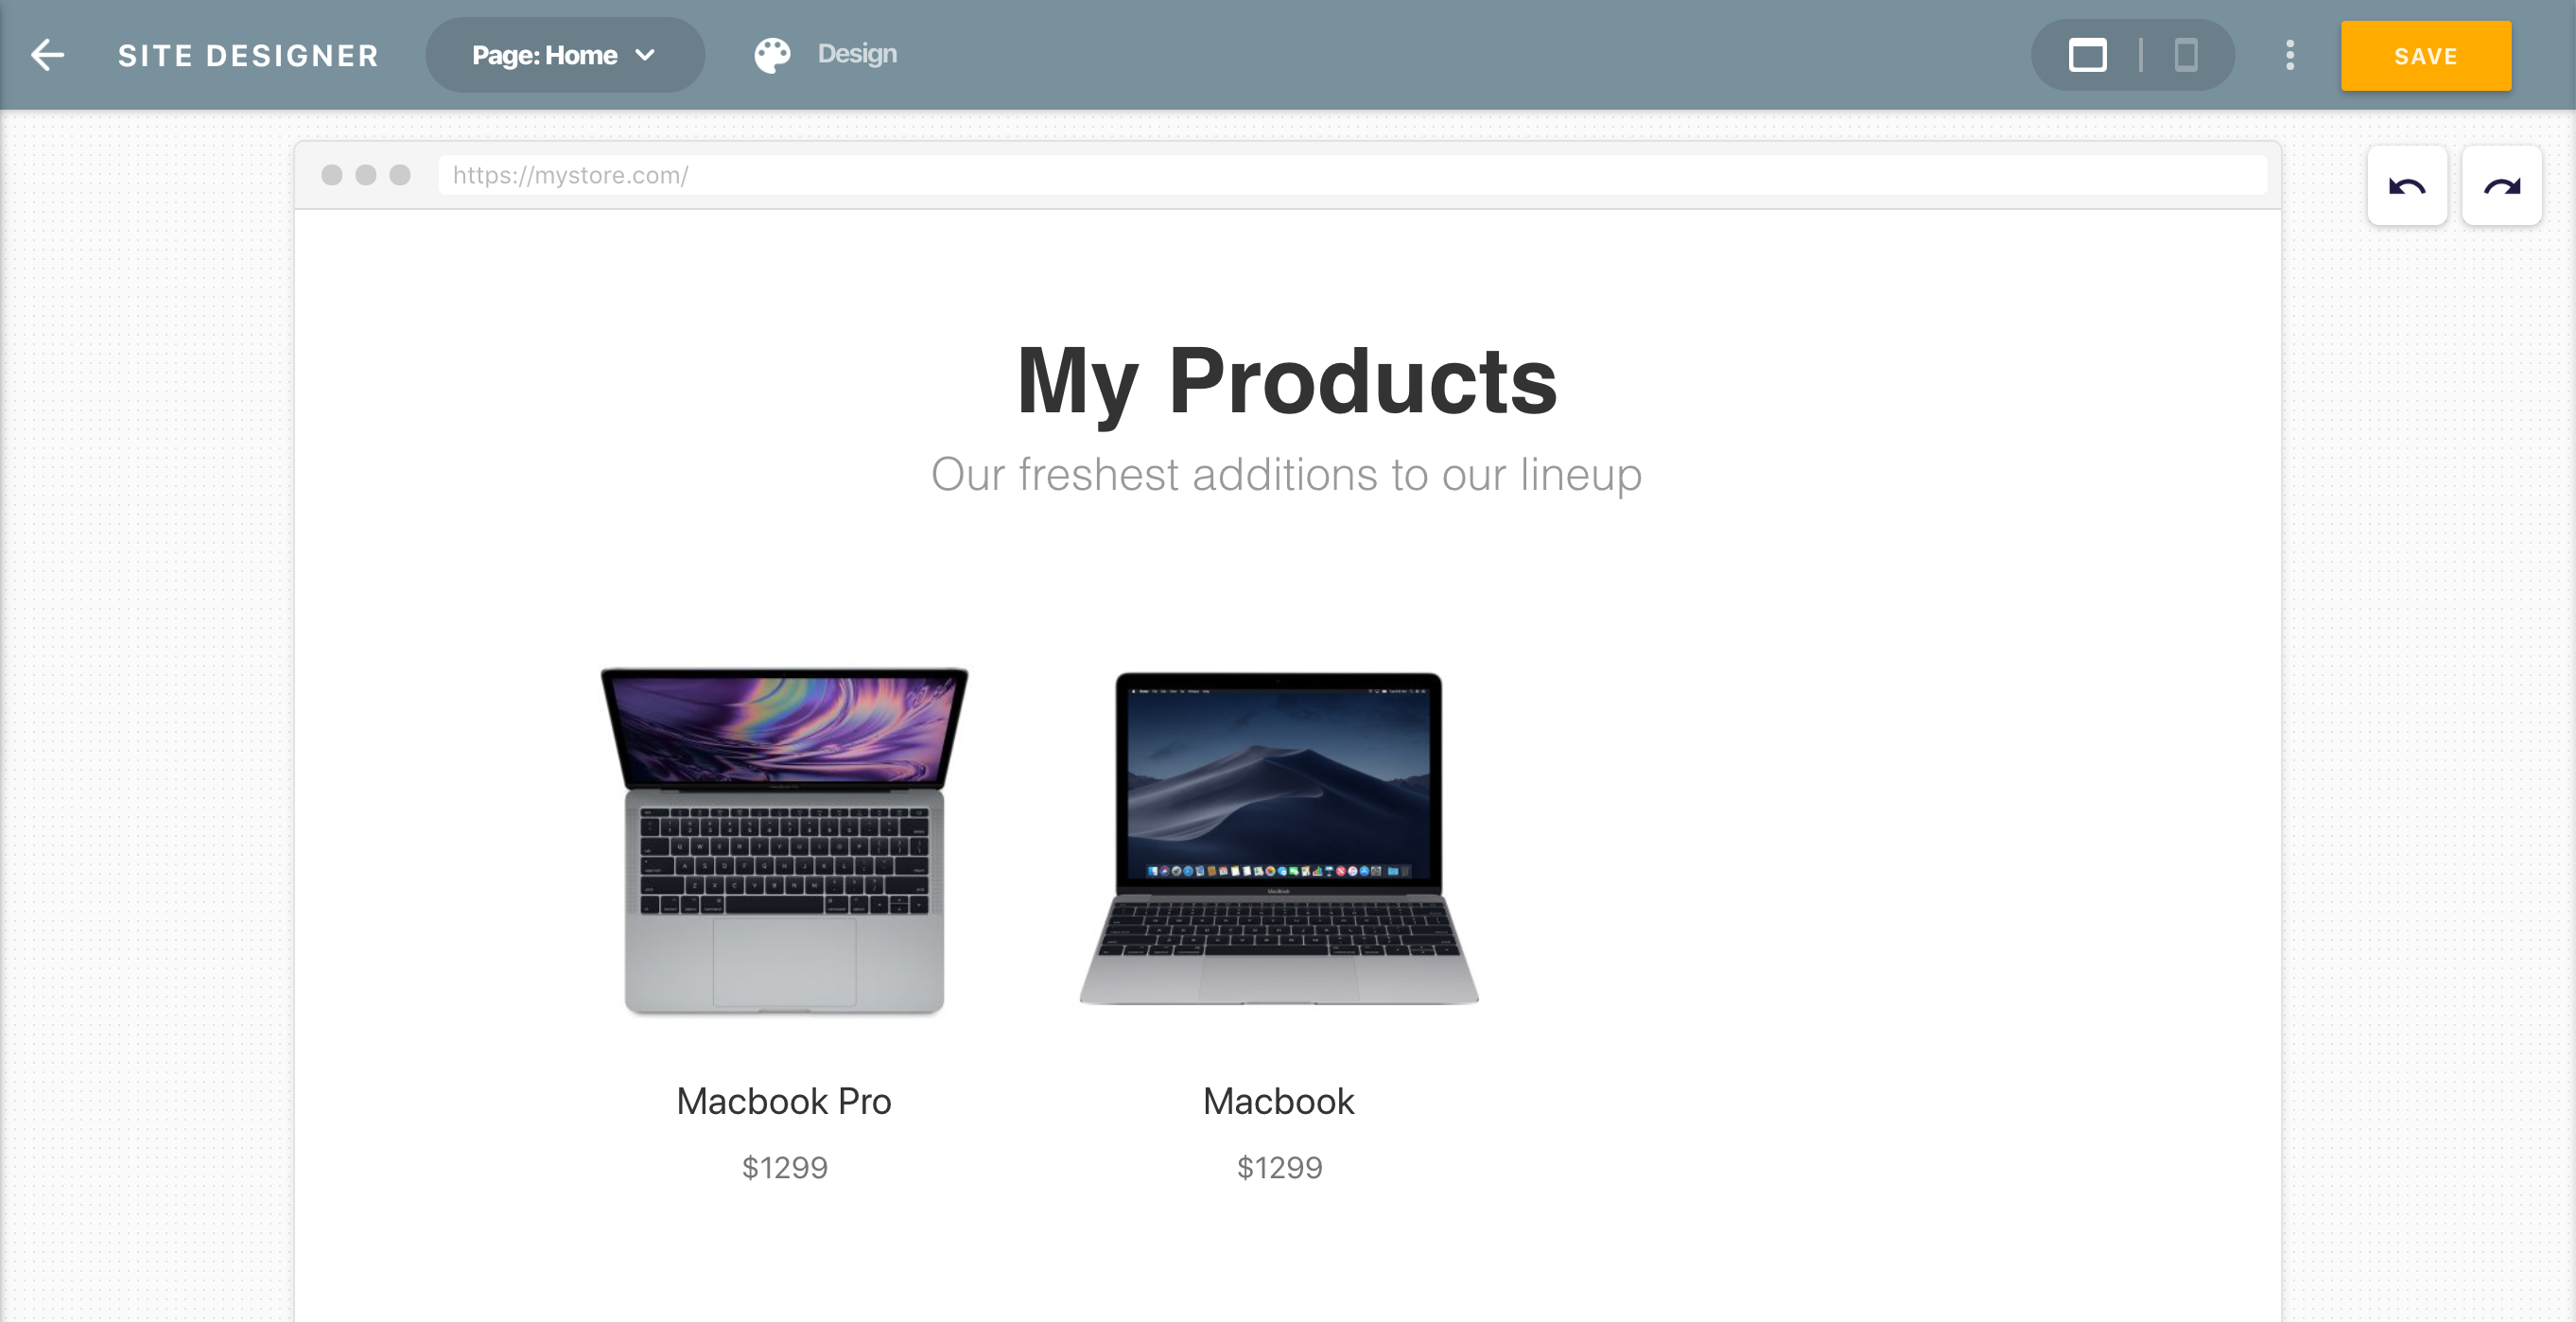 SITE DESIGNER
Page: Home
Design
SAVE
https://mystore.com/
My Products
Our freshest additions to our lineup
Macbook Pro
Macbook
$1299
$1299